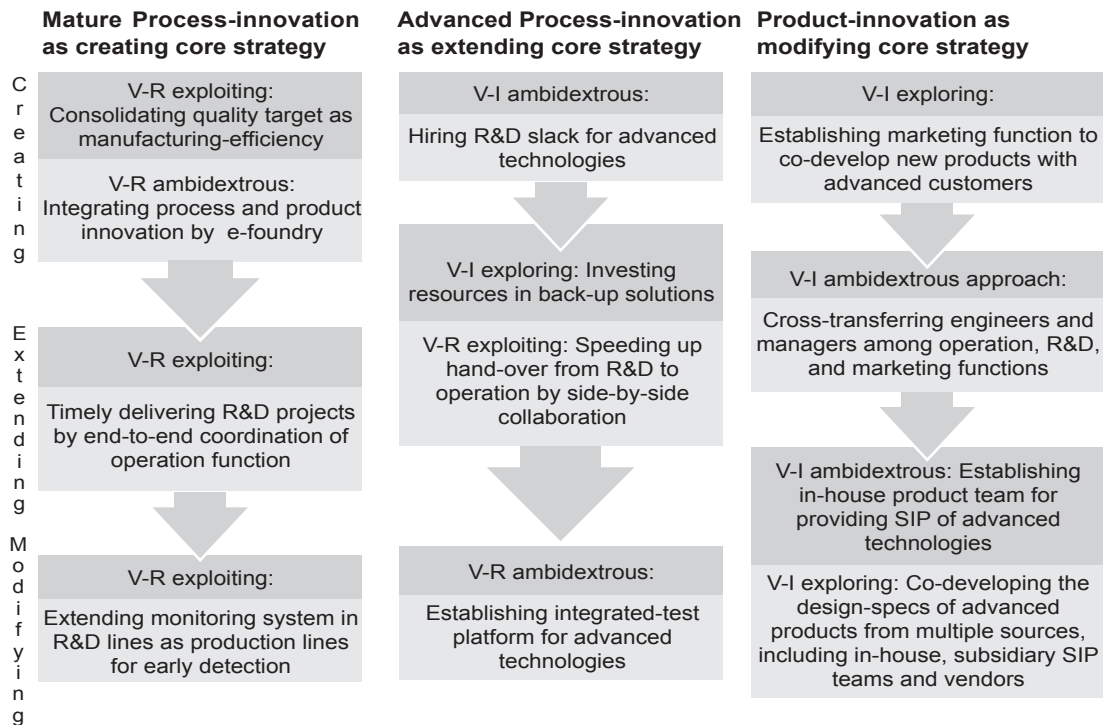 Mature Process-innovation
as creating core strategy
Advanced Process-innovation
as extending core strategy
Product-innovation as
modifying core strategy
Creating
V-R exploiting:
Consolidating quality target as
manufacturing-efficiency
V-R ambidextrous:
Integrating process and product
innovation by e-foundry
V-I ambidextrous:
Hiring R&D slack for advanced
technologies
V-I exploring:
Establishing marketing function to
co-develop new products with
advanced customers
Extending
V-R exploiting:
Timely delivering R&D projects
by end-to-end coordination of
operation function
V-I exploring: Investing
resources in back-up solutions
V-R exploiting: Speeding up
hand-over from R&D to
operation by side-by-side
collaboration
V-I ambidextrous approach:
Cross-transferring engineers and
managers among operation, R&D,
and marketing functions
Modifying
V-R exploiting:
Extending monitoring system in
R&D lines as production lines
for early detection
V-R ambidextrous:
Establishing integrated-test
platform for advanced
technologies
V-I ambidextrous: Establishing
in-house product team for
providing SIP of advanced
technologies
V-I exploring: Co-developing the
design-specs of advanced
products from multiple sources,
including in-house, subsidiary SIP
teams and vendors